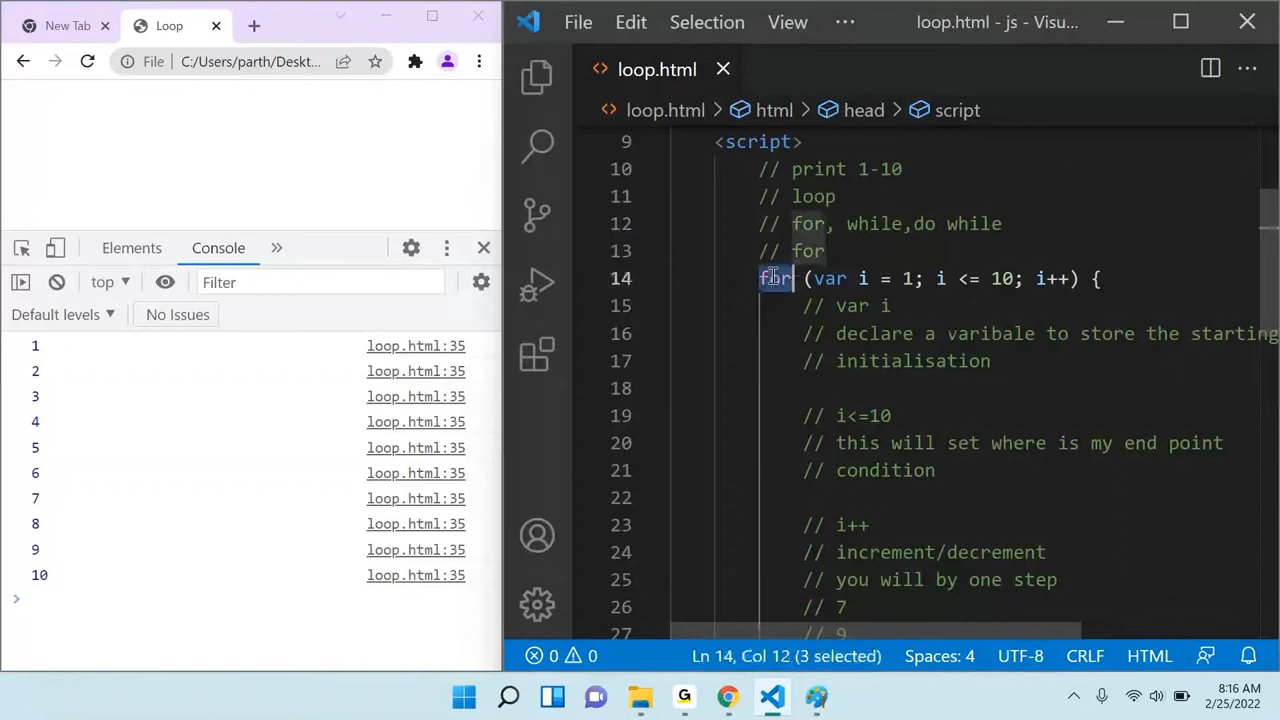 New Tab
Loop
File
C:/Users/parth/Deskt...
Elements
Console
top
Filter
Default levels
No Issues
1 loop.html:35
2 loop.html:35
3 loop.html:35
4 loop.html:35
5 loop.html:35
6 loop.html:35
7 loop.html:35
8 loop.html:35
9 loop.html:35
10 loop.html:35
File Edit Selection View ... loop.html - js - Visu...
loop.html
loop.html > html > head > script
9 <script>
10 // print 1-10
11 // loop
12 // for, while,do while
13 // for
14 for (var i = 1; i <= 10; i++) {
15 // var i
16 // declare a varibale to store the starting
17 // initialisation
18
19 // i<=10
20 // this will set where is my end point
21 // condition
22
23 // i++
24 // increment/decrement
25 // you will by one step
26 // 7
27 // 9
0 0 Ln 14, Col 12 (3 selected) Spaces: 4 UTF-8 CRLF HTML
G
8:16 AM
2/25/2022